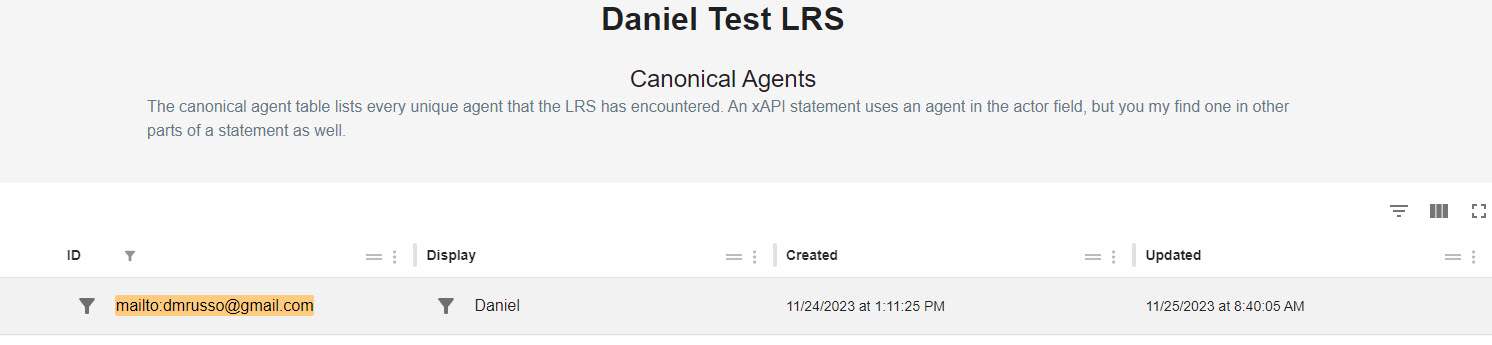 Daniel Test LRS
Canonical Agents
The canonical agent table lists every unique agent that the LRS has encountered. An xAPI statement uses an agent in the actor field, but you my find one in other
parts of a statement as well.
ID Display Created Updated
mailto:dmrusso@gmail.com Daniel 11/24/2023 at 1:11:25 PM 11/25/2023 at 8:40:05 AM